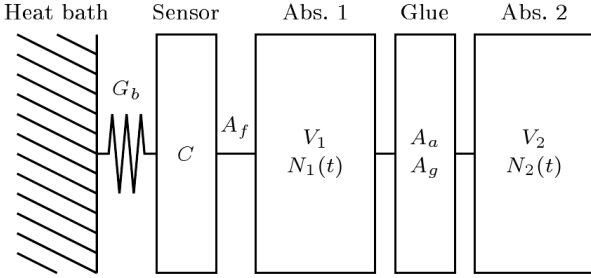 Heat bath Sensor Abs. 1 Glue Abs. 2
G_b
A_f
C
V_1
N_1(t)
A_a
A_g
V_2
N_2(t)